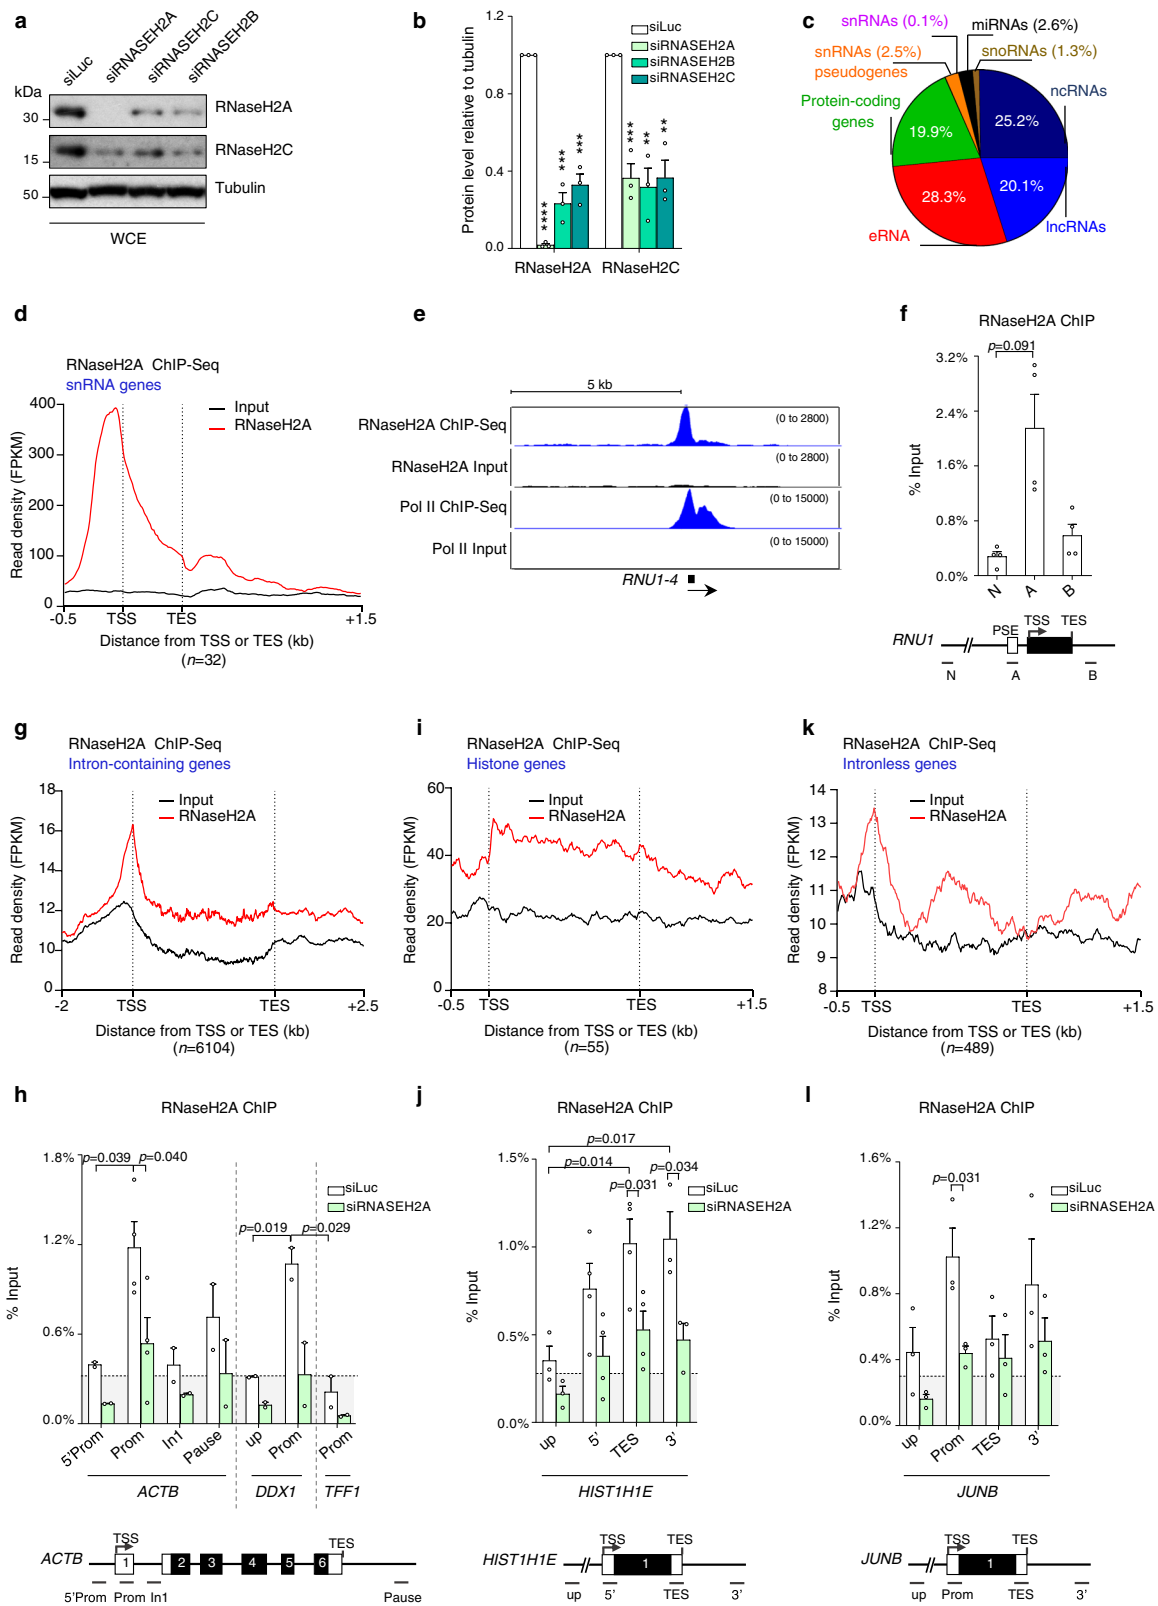 a
siLuc
siRNASEH2A
siRNASEH2C
siRNASEH2B
kDa
30
RNaseH2A
15
RNaseH2C
50
Tubulin
WCE
b
Protein level relative to tubulin
1.2
0.8
0.4
0.0
siLuc
siRNASEH2A
siRNASEH2B
siRNASEH2C
****
***
***
***
**
**
RNaseH2A
RNaseH2C
c
snRNAs (0.1%)
miRNAs (2.6%)
snRNAs (2.5%)
pseudogenes
snoRNAs (1.3%)
Protein-coding
genes
ncRNAs
19.9%
25.2%
28.3%
20.1%
eRNA
lncRNAs
d
RNaseH2A ChIP-Seq
snRNA genes
Read density (FPKM)
400
300
200
100
0
Input
RNaseH2A
-0.5
TSS
TES
+1.5
Distance from TSS or TES (kb)
(n=32)
e
5 kb
RNaseH2A ChIP-Seq
(0 to 2800)
RNaseH2A Input
(0 to 2800)
Pol II ChIP-Seq
(0 to 15000)
Pol II Input
(0 to 15000)
RNU1-4
f
RNaseH2A ChIP
p=0.091
% Input
3.2%
2.4%
1.6%
0.8%
0.0%
N
A
B
RNU1
PSE
TSS
TES
N
A
B
g
RNaseH2A ChIP-Seq
Intron-containing genes
Read density (FPKM)
18
16
14
12
10
0
Input
RNaseH2A
-2
TSS
TES
+2.5
Distance from TSS or TES (kb)
(n=6104)
i
RNaseH2A ChIP-Seq
Histone genes
Read density (FPKM)
60
40
20
0
Input
RNaseH2A
-0.5
TSS
TES
+1.5
Distance from TSS or TES (kb)
(n=55)
k
RNaseH2A ChIP-Seq
Intronless genes
Read density (FPKM)
14
13
12
11
10
9
8
Input
RNaseH2A
-0.5
TSS
TES
+1.5
Distance from TSS or TES (kb)
(n=489)
h
RNaseH2A ChIP
% Input
1.8%
1.2%
0.6%
0.0%
p=0.039
p=0.040
p=0.019
p=0.029
siLuc
siRNASEH2A
5'Prom
Prom
In1
Pause
up
Prom
Prom
ACTB
DDX1
TFF1
ACTB
TSS
TES
1
2
3
4
5
6
5'Prom
Prom
In1
Pause
j
RNaseH2A ChIP
% Input
1.5%
1.0%
0.5%
0.0%
p=0.017
p=0.014
p=0.034
p=0.031
siLuc
siRNASEH2A
up
5'
TES
3'
HIST1H1E
HIST1H1E
TSS
TES
1
up
5'
TES
3'
l
RNaseH2A ChIP
% Input
1.6%
1.2%
0.8%
0.4%
0.0%
p=0.031
siLuc
siRNASEH2A
up
Prom
TES
3'
JUNB
JUNB
TSS
TES
1
up
Prom
TES
3'